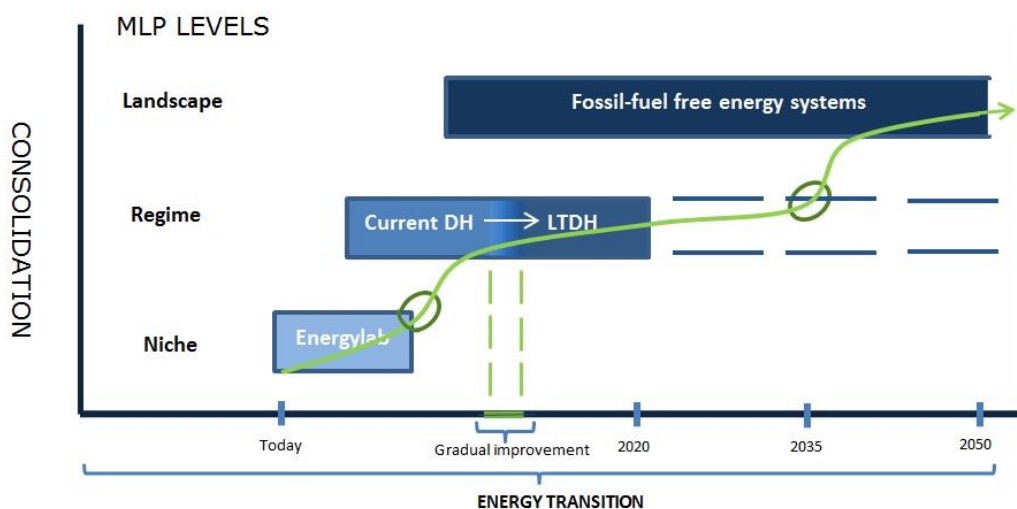 MLP LEVELS
CONSOLIDATION
Landscape
Fossil-fuel free energy systems
Regime
Current DH
LTDH
Niche
Energylab
Today
Gradual improvement
2020
2035
2050
ENERGY TRANSITION